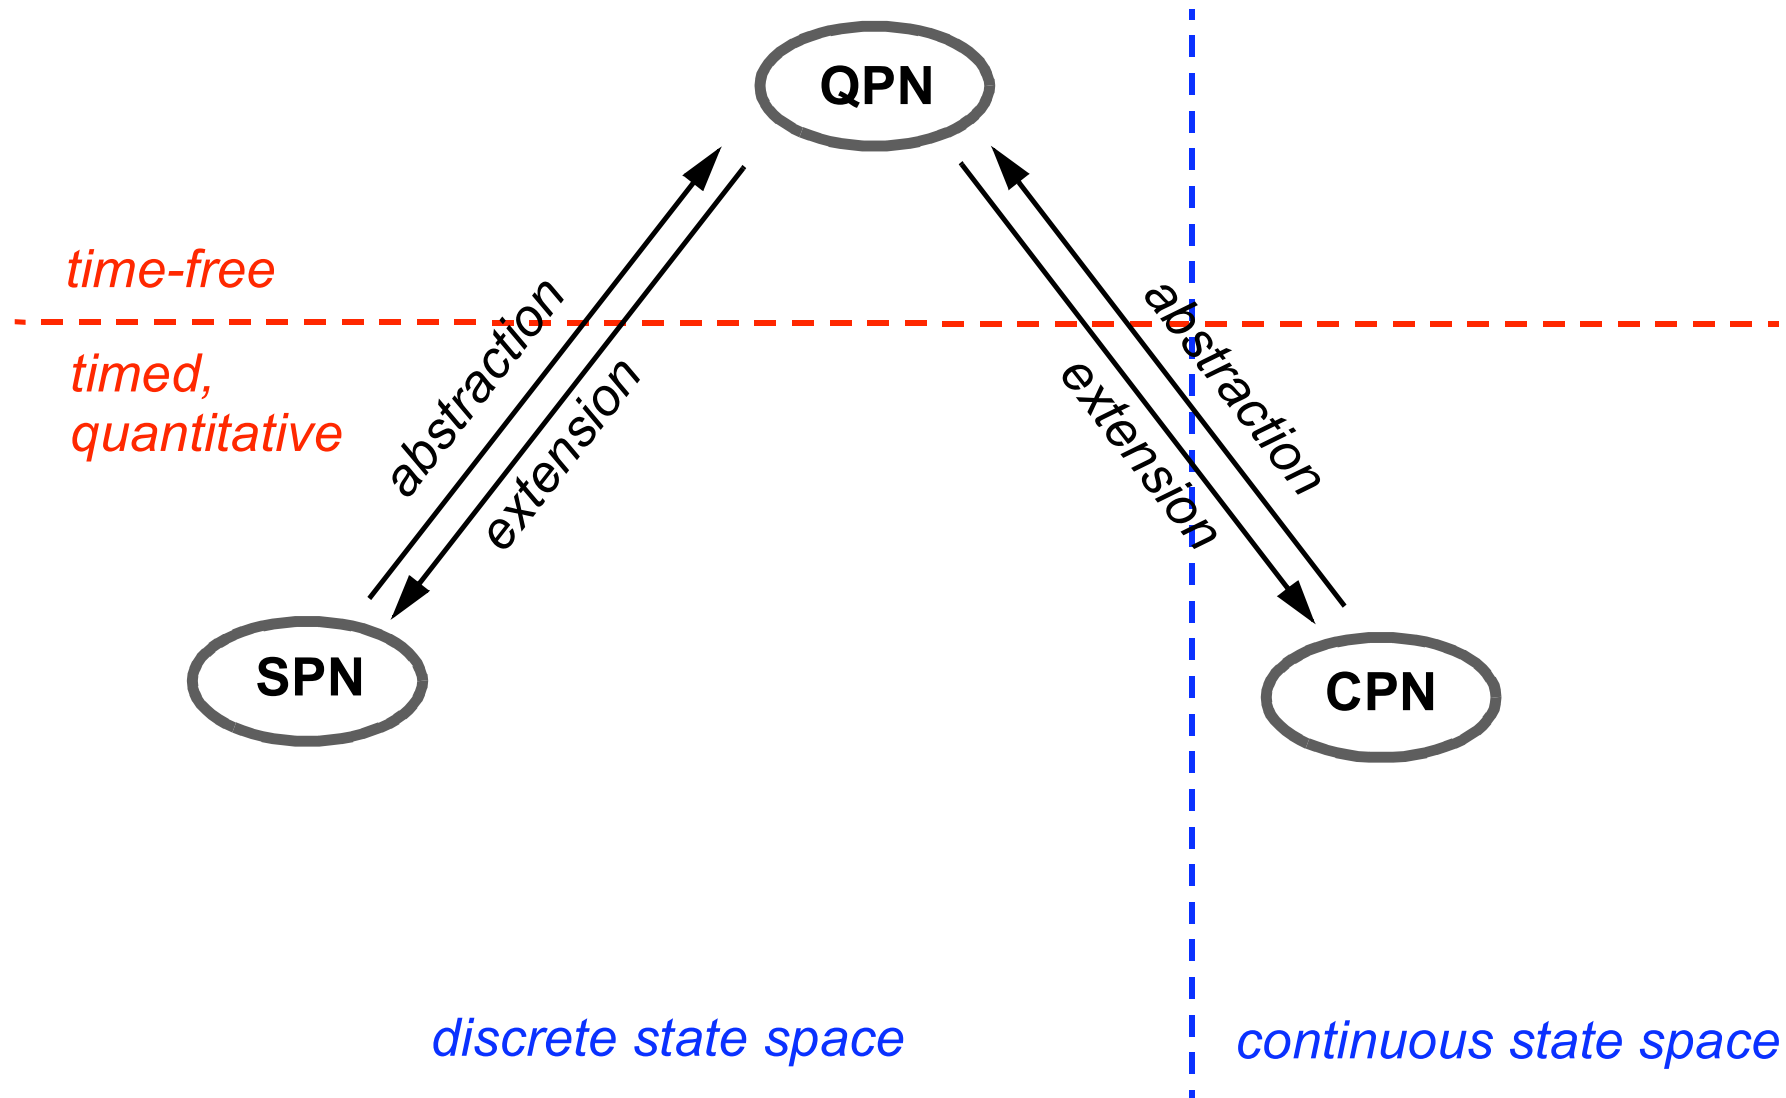 QPN
time-free
timed,
quantitative
abstraction
extension
extension
abstraction
SPN
CPN
discrete state space
continuous state space